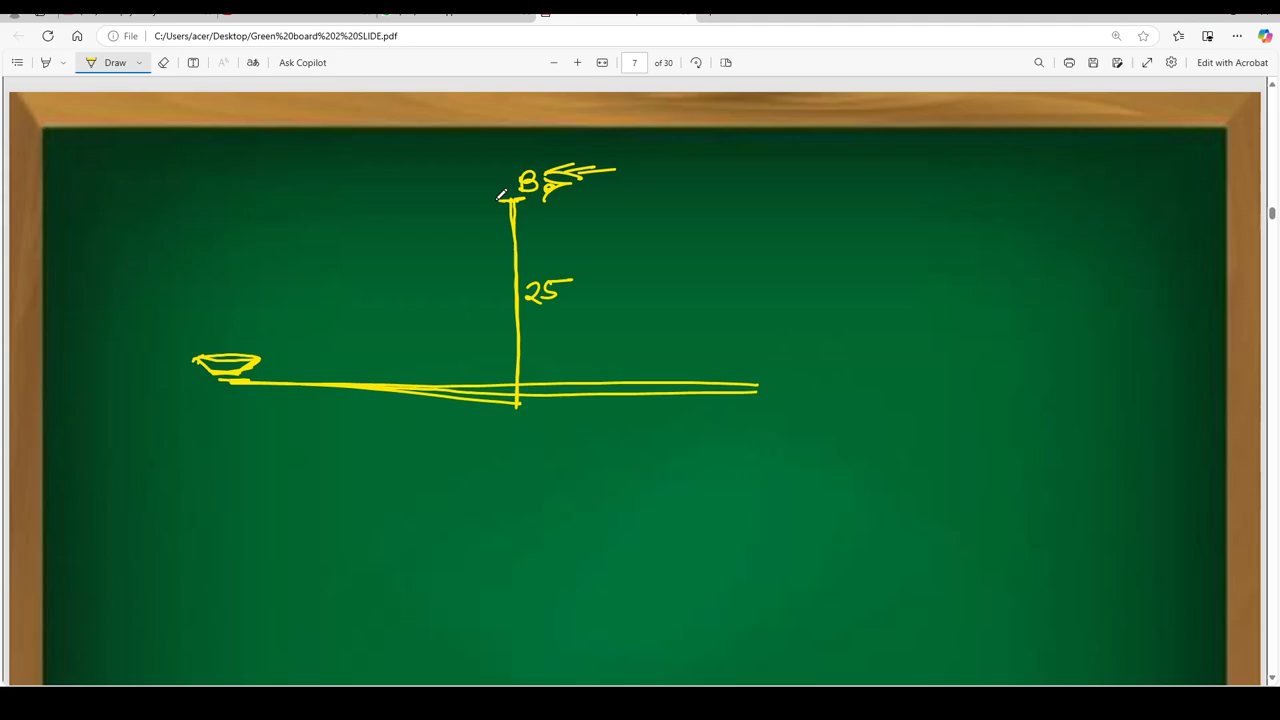 File C:/Users/acer/Desktop/Green%20board%202%20SLIDE.pdf
Draw Ask Copilot 7 of 30 Edit with Acrobat
B
25